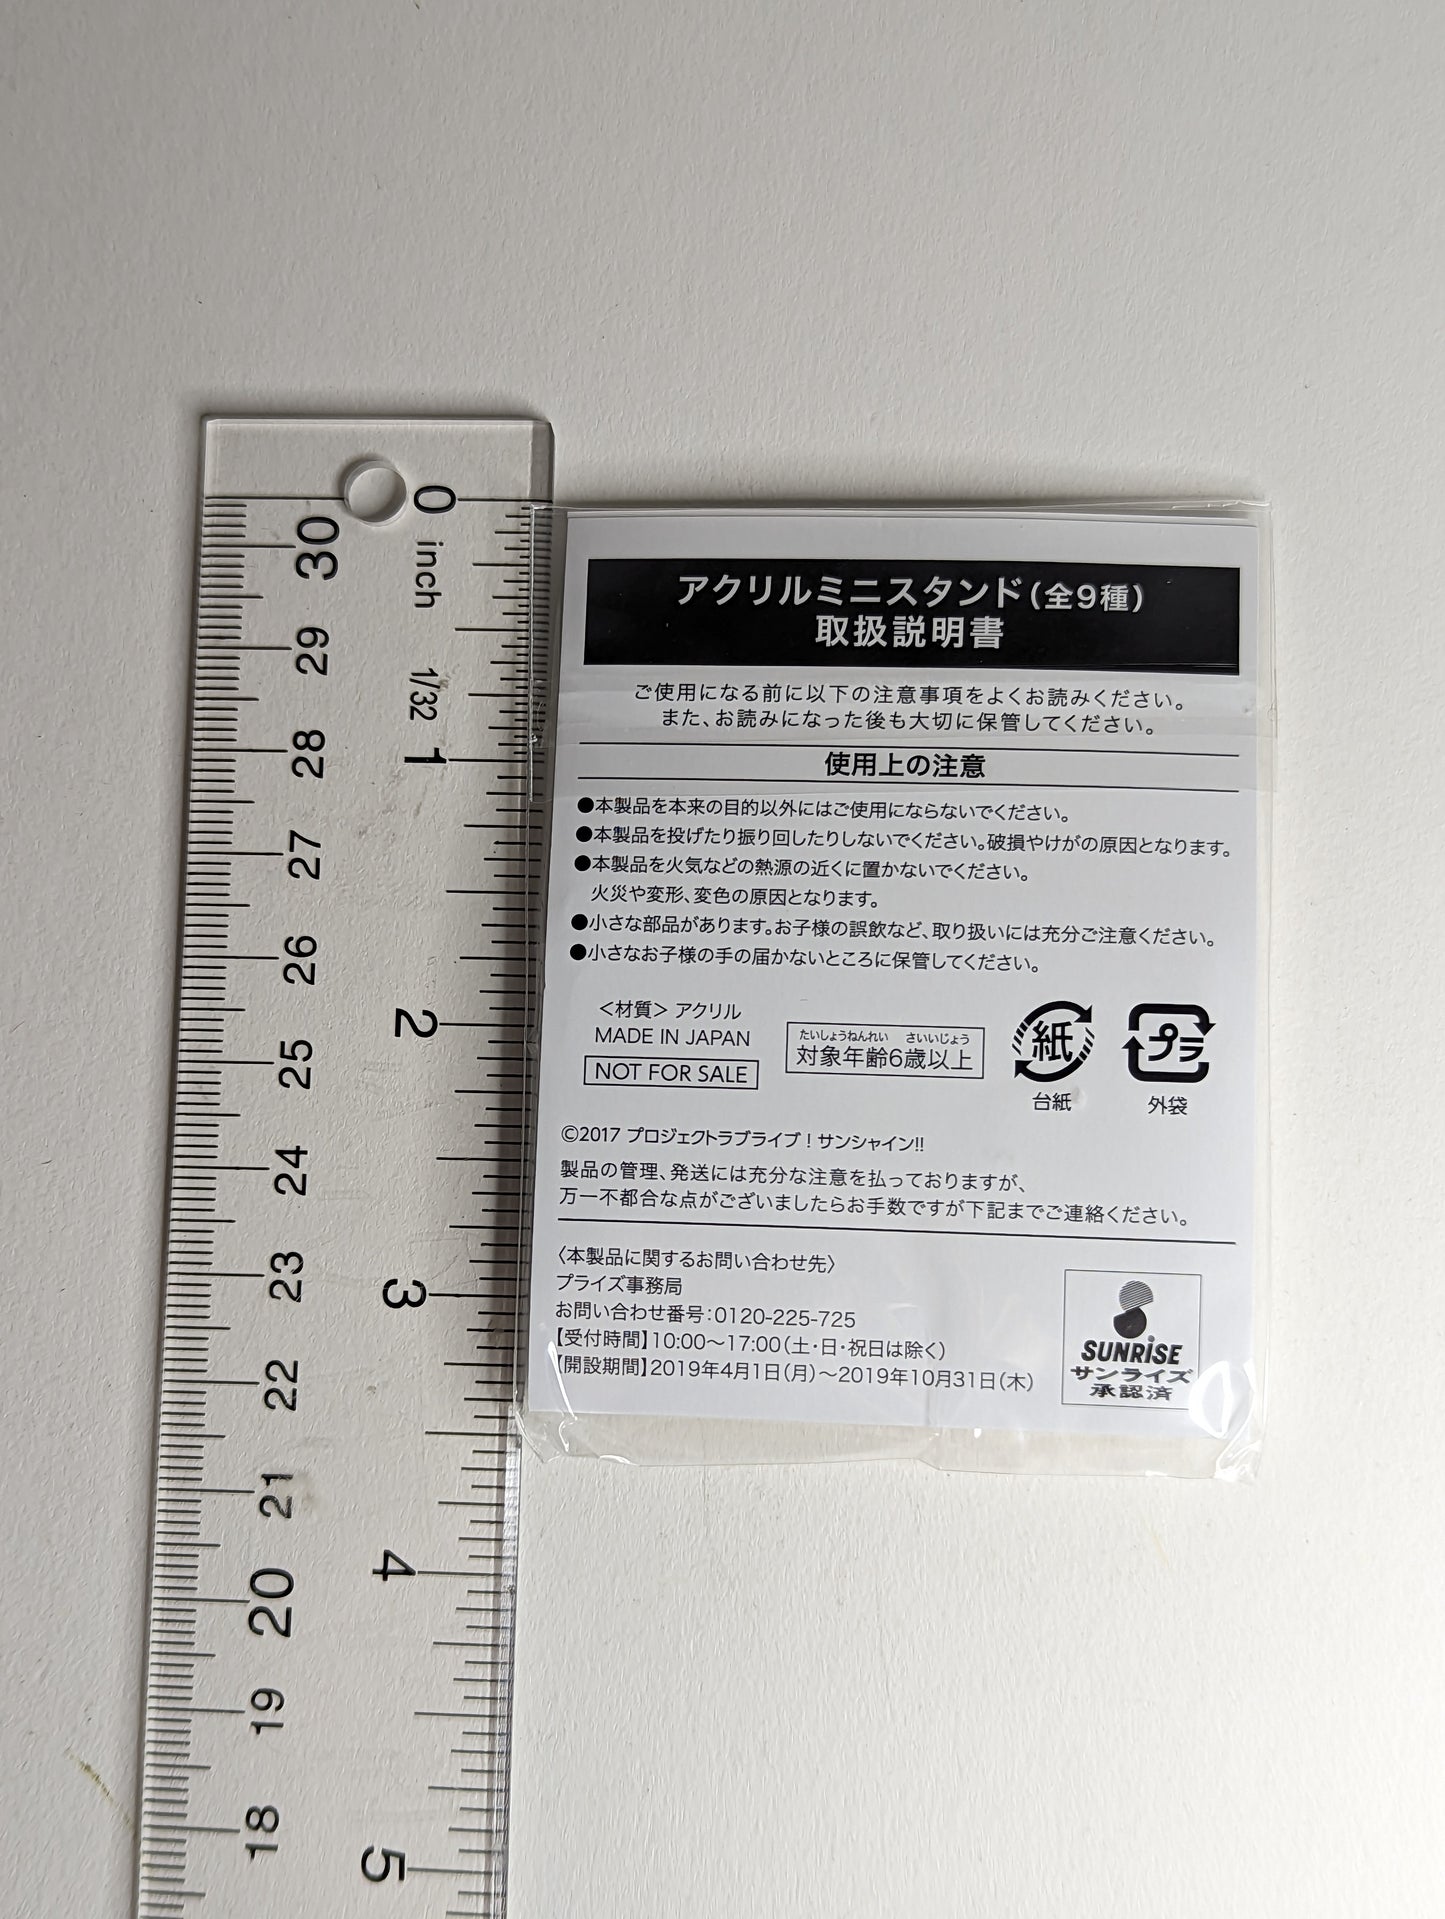 0
inch
1/32
1
2
3
4
5
30
29
28
27
26
25
24
23
22
21
20
19
18
アクリルミニスタンド(全9種)
取扱説明書
ご使用になる前に以下の注意事項をよくお読みください。
また、お読みになった後も大切に保管してください。
使用上の注意
●本製品を本来の目的以外にはご使用にならないでください。
●本製品を投げたり振り回したりしないでください。破損やけがの原因となります。
●本製品を火気などの熱源の近くに置かないでください。
火災や変形、変色の原因となります。
●小さな部品があります。お子様の誤飲など、取り扱いには充分ご注意ください。
●小さなお子様の手の届かないところに保管してください。
<材質> アクリル
MADE IN JAPAN
NOT FOR SALE
たいしょうねんれい さいいじょう
対象年齢6歳以上
紙
台紙
プラ
外袋
©2017 プロジェクトラブライブ!サンシャイン!!
製品の管理、発送には充分な注意を払っておりますが、
万一不都合な点がございましたらお手数ですが下記までご連絡ください。
〈本製品に関するお問い合わせ先〉
プライズ事務局
お問い合わせ番号:0120-225-725
【受付時間】10:00～17:00(土・日・祝日は除く)
【開設期間】2019年4月1日(月)～2019年10月31日(木)
SUNRiSE
サンライズ
承認済